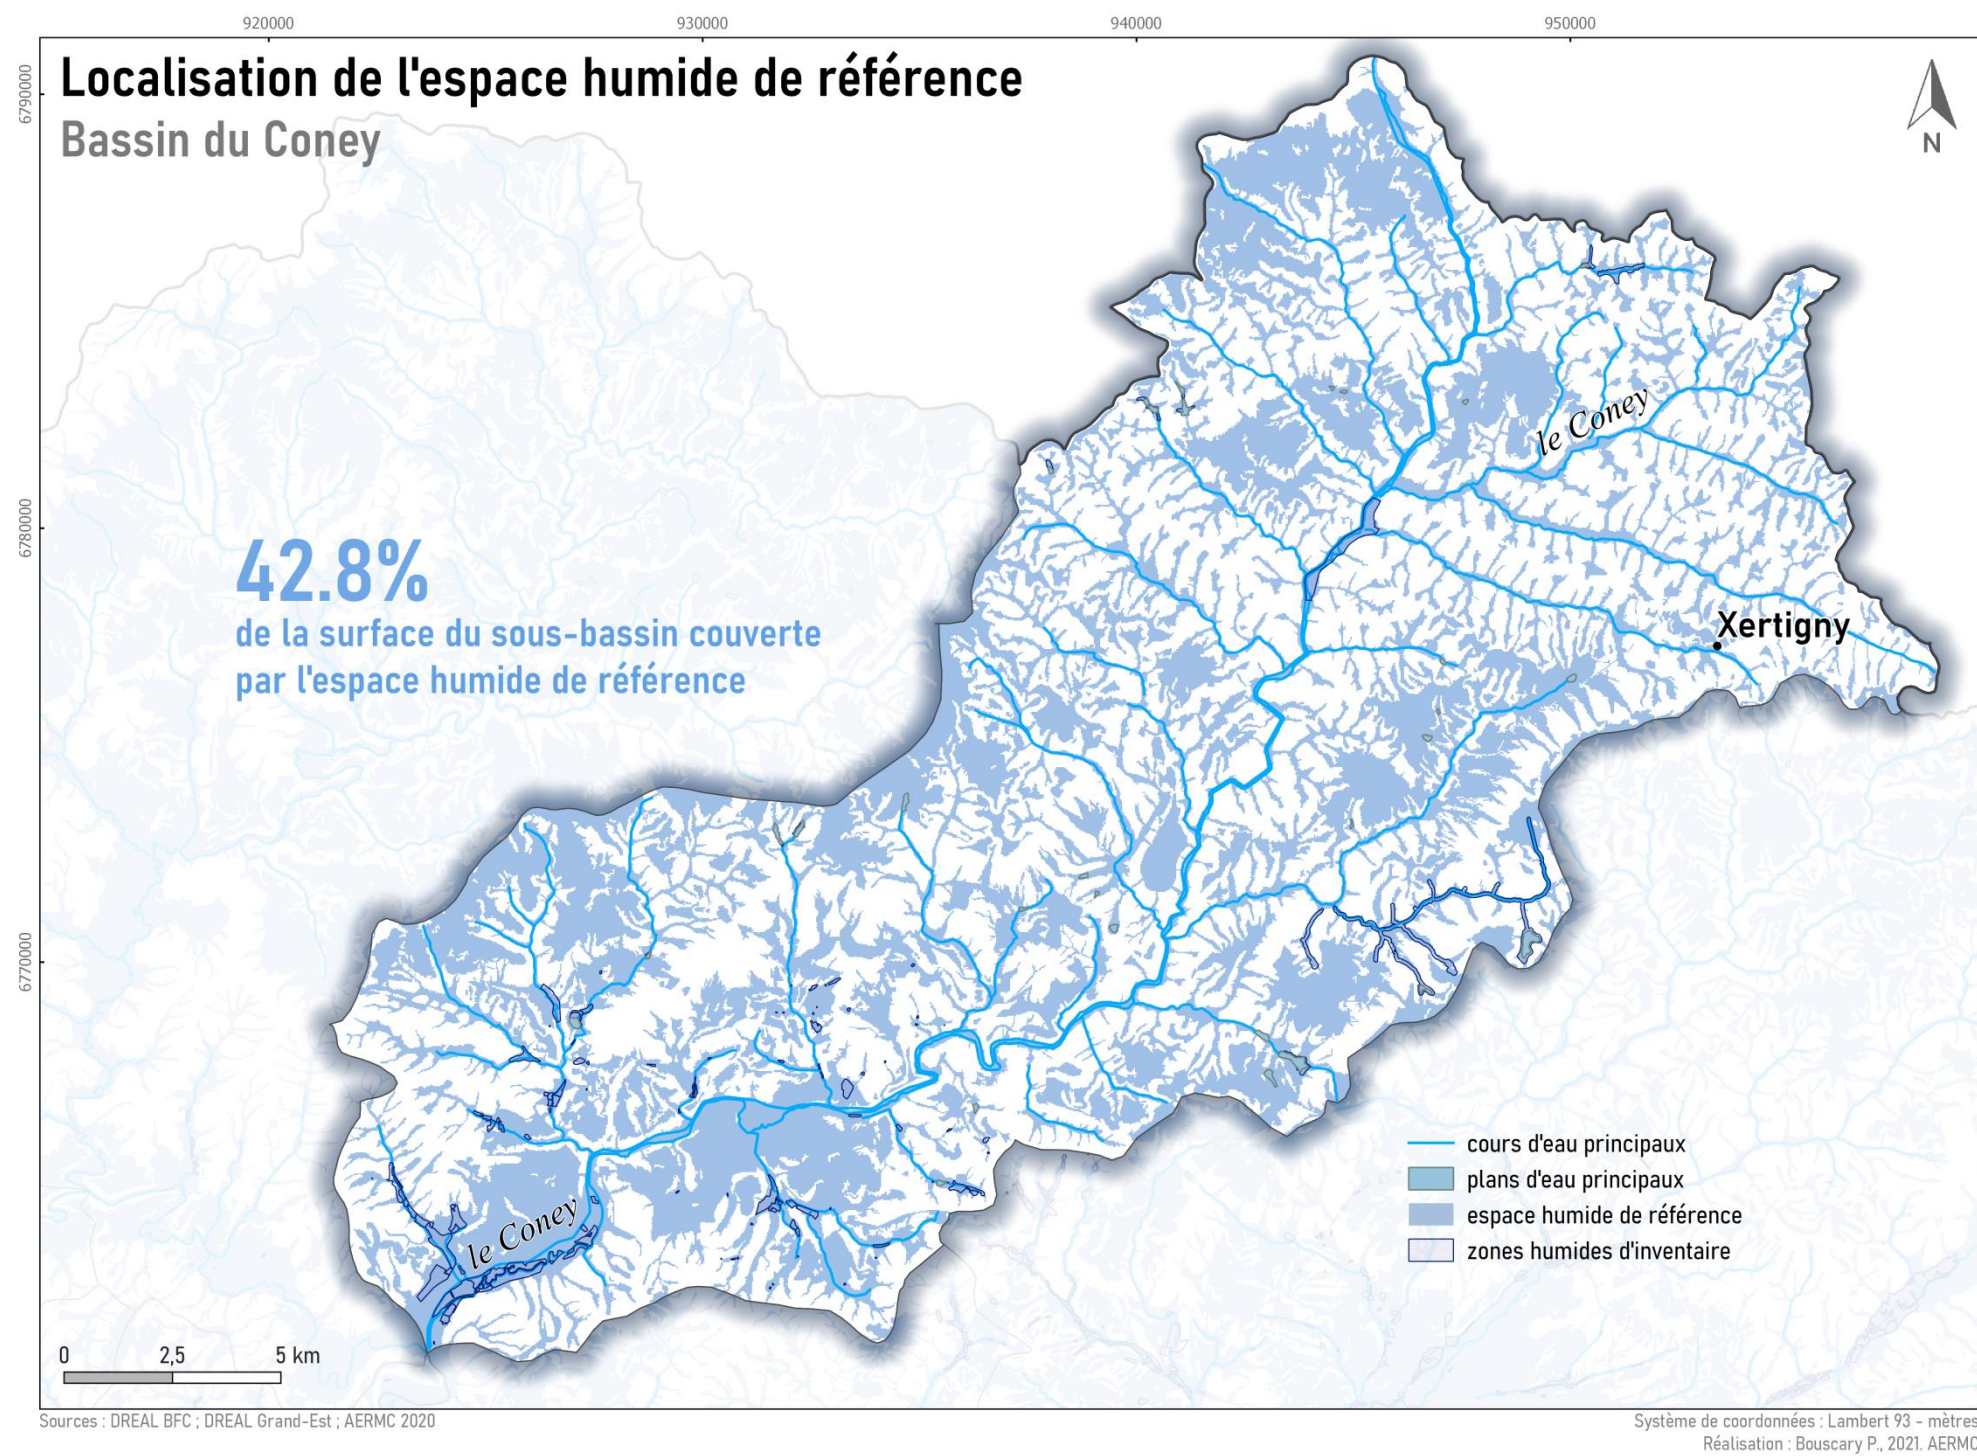 920000
930000
940000
950000
6790000
6780000
6770000
Localisation de l'espace humide de référence
Bassin du Coney
N
42.8%
de la surface du sous-bassin couverte
par l'espace humide de référence
le Coney
Xertigny
le Coney
cours d'eau principaux
plans d'eau principaux
espace humide de référence
zones humides d'inventaire
0 2,5 5 km
Sources : DREAL BFC ; DREAL Grand-Est ; AERMC 2020
Système de coordonnées : Lambert 93 - mètres
Réalisation : Bouscary P., 2021. AERMC